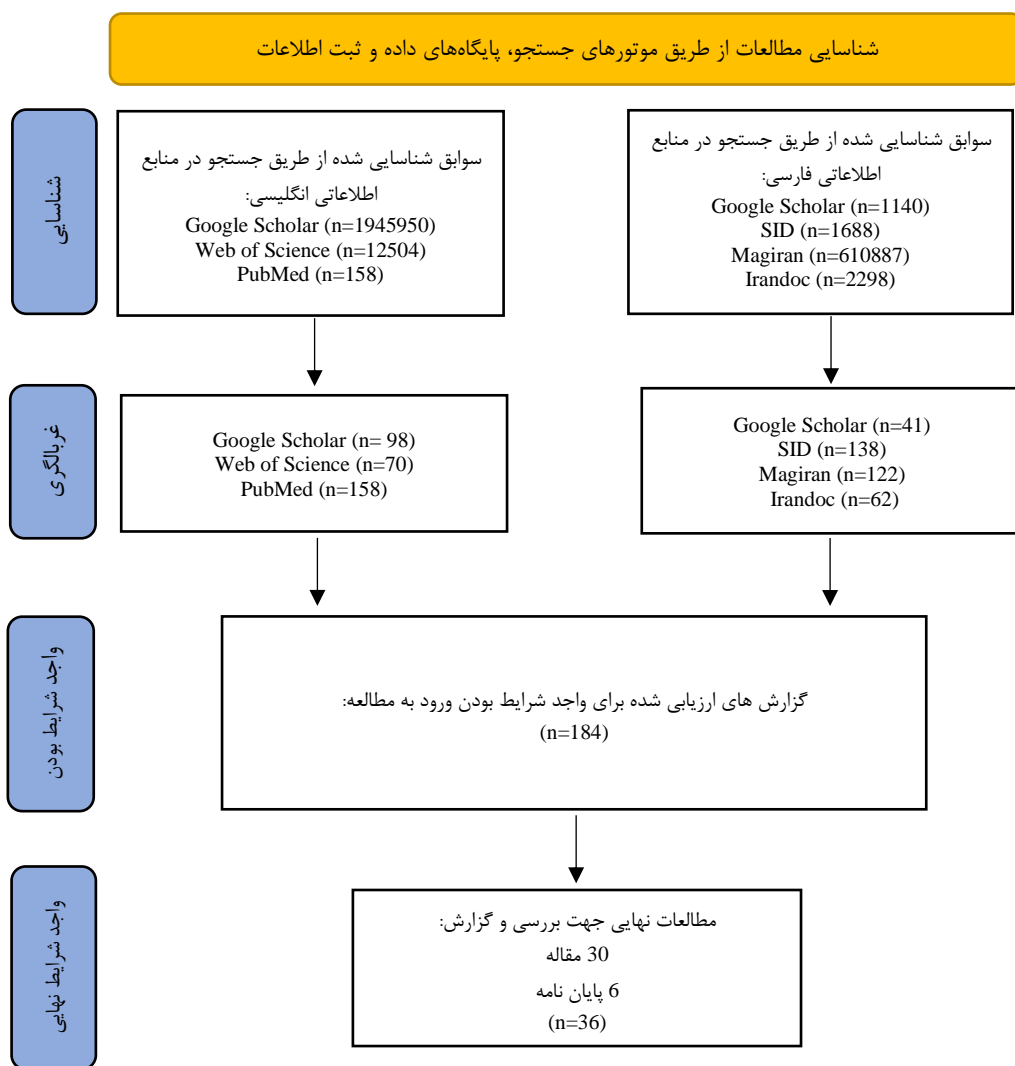 شناسایی مطالعات از طریق موتورهای جستجو، پایگاه‌های داده و ثبت اطلاعات
شناسایی
سوابق شناسایی شده از طریق جستجو در منابع
اطلاعاتی فارسی:
Google Scholar (n=1140)
SID (n=1688)
Magiran (n=610887)
Irandoc (n=2298)
سوابق شناسایی شده از طریق جستجو در منابع
اطلاعاتی انگلیسی:
Google Scholar (n=1945950)
Web of Science (n=12504)
PubMed (n=158)
غربالگری
Google Scholar (n=41)
SID (n=138)
Magiran (n=122)
Irandoc (n=62)
Google Scholar (n= 98)
Web of Science (n=70)
PubMed (n=158)
واجد شرایط بودن
گزارش های ارزیابی شده برای واجد شرایط بودن ورود به مطالعه:
(n=184)
واجد شرایط نهایی
مطالعات نهایی جهت بررسی و گزارش:
30 مقاله
6 پایان نامه
(n=36)